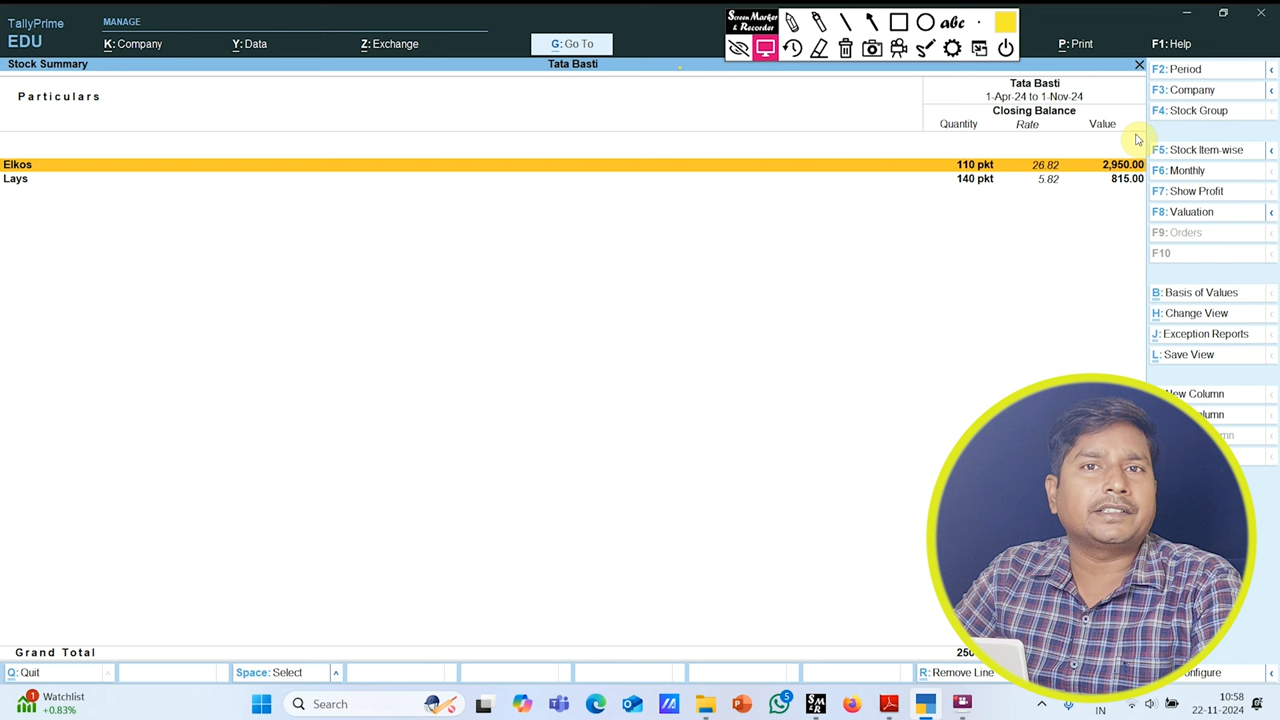 TallyPrime
EDU
MANAGE
K: Company
Z: Exchange
G: Go To
Screen Marker & Recorder
abc
P: Print
F1: Help
Stock Summary
Tata Basti
Particulars
Tata Basti
1-Apr-24 to 1-Nov-24
Closing Balance
Quantity Rate Value
Elkos 110 pkt 26.82 2,950.00
Lays 140 pkt 5.82 815.00
Grand Total
F2: Period
F3: Company
F4: Stock Group
F5: Stock Item-wise
F6: Monthly
F7: Show Profit
F8: Valuation
F9: Orders
F10
B: Basis of Values
H: Change View
J: Exception Reports
L: Save View
New Column
Q: Quit
Space: Select
R: Remove Line
1 Watchlist
+0.83%
Search
5
SM
&R
IN
10:58
22-11-2024